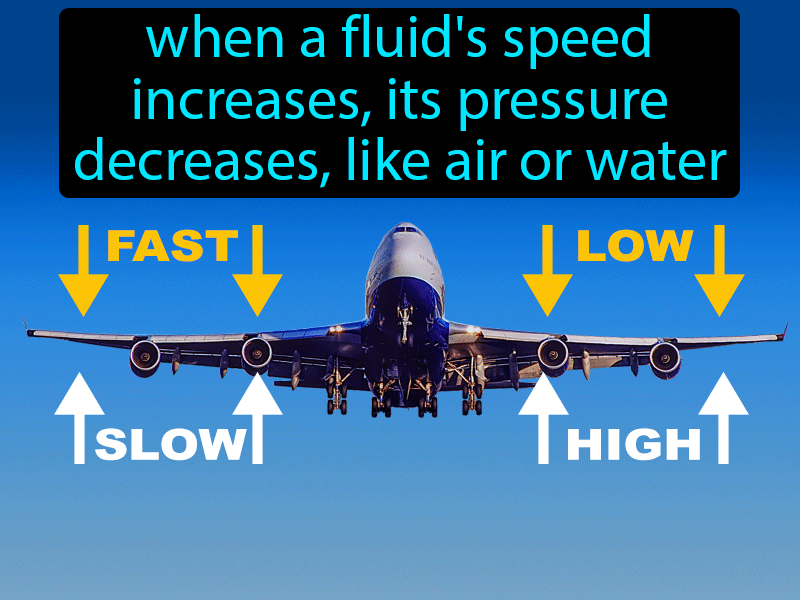 when a fluid's speed
increases, its pressure
decreases, like air or water
FAST LOW
SLOW HIGH